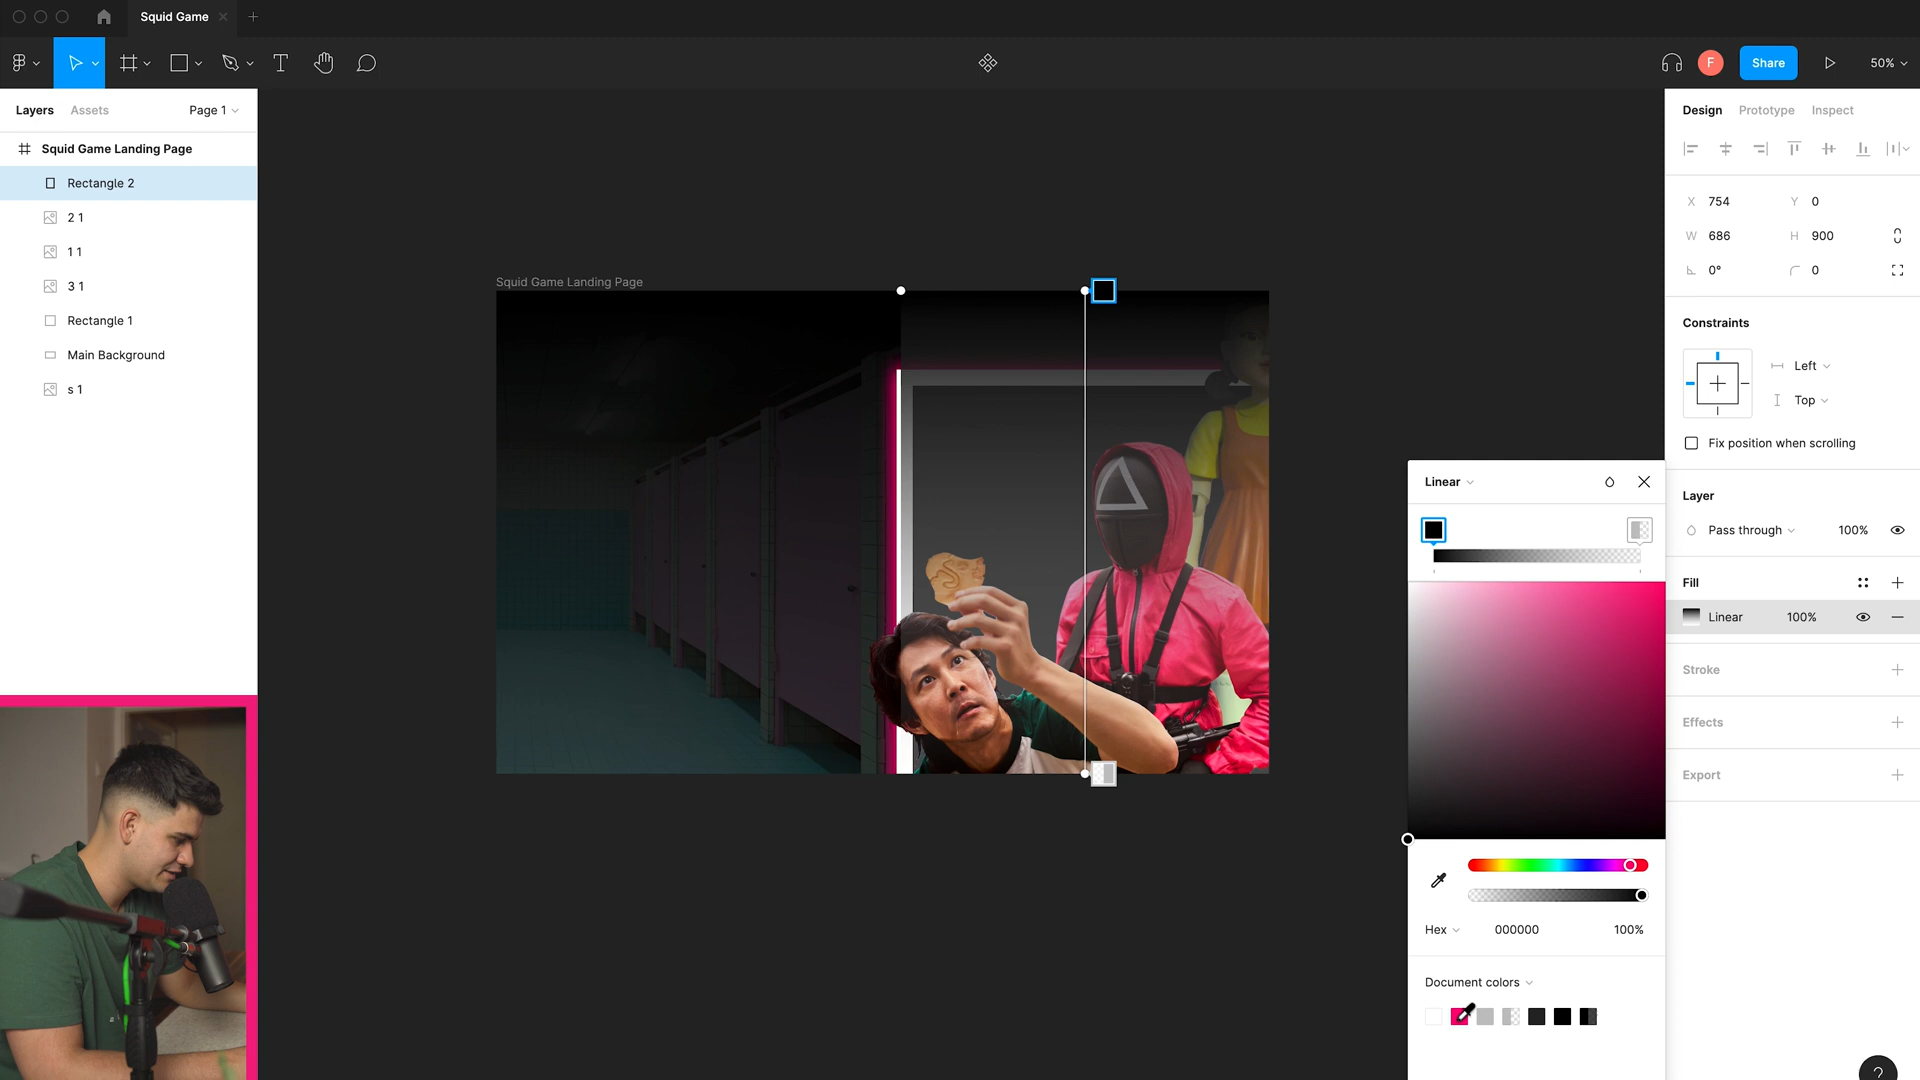 Squid Game
F
Share
50%
Layers
Assets
Page 1
Squid Game Landing Page
Rectangle 2
2 1
1 1
3 1
Rectangle 1
Main Background
s 1
Squid Game Landing Page
Design
Prototype
Inspect
X 754
Y 0
W 686
H 900
0°
0
Constraints
Left
Top
Fix position when scrolling
Layer
Pass through
100%
Fill
Linear
100%
Stroke
Effects
Export
Linear
Hex
000000
100%
Document colors
?